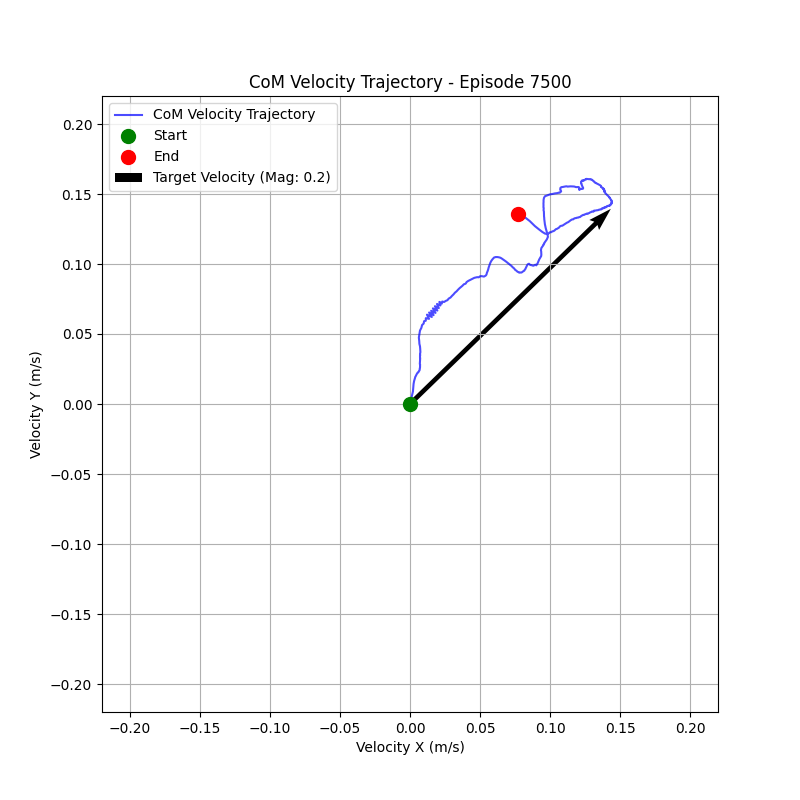 CoM Velocity Trajectory - Episode 7500
CoM Velocity Trajectory
Start
End
Target Velocity (Mag: 0.2)
0.20
0.15
0.10
0.05
0.00
−0.05
−0.10
−0.15
−0.20
Velocity Y (m/s)
−0.20 −0.15 −0.10 −0.05 0.00 0.05 0.10 0.15 0.20
Velocity X (m/s)